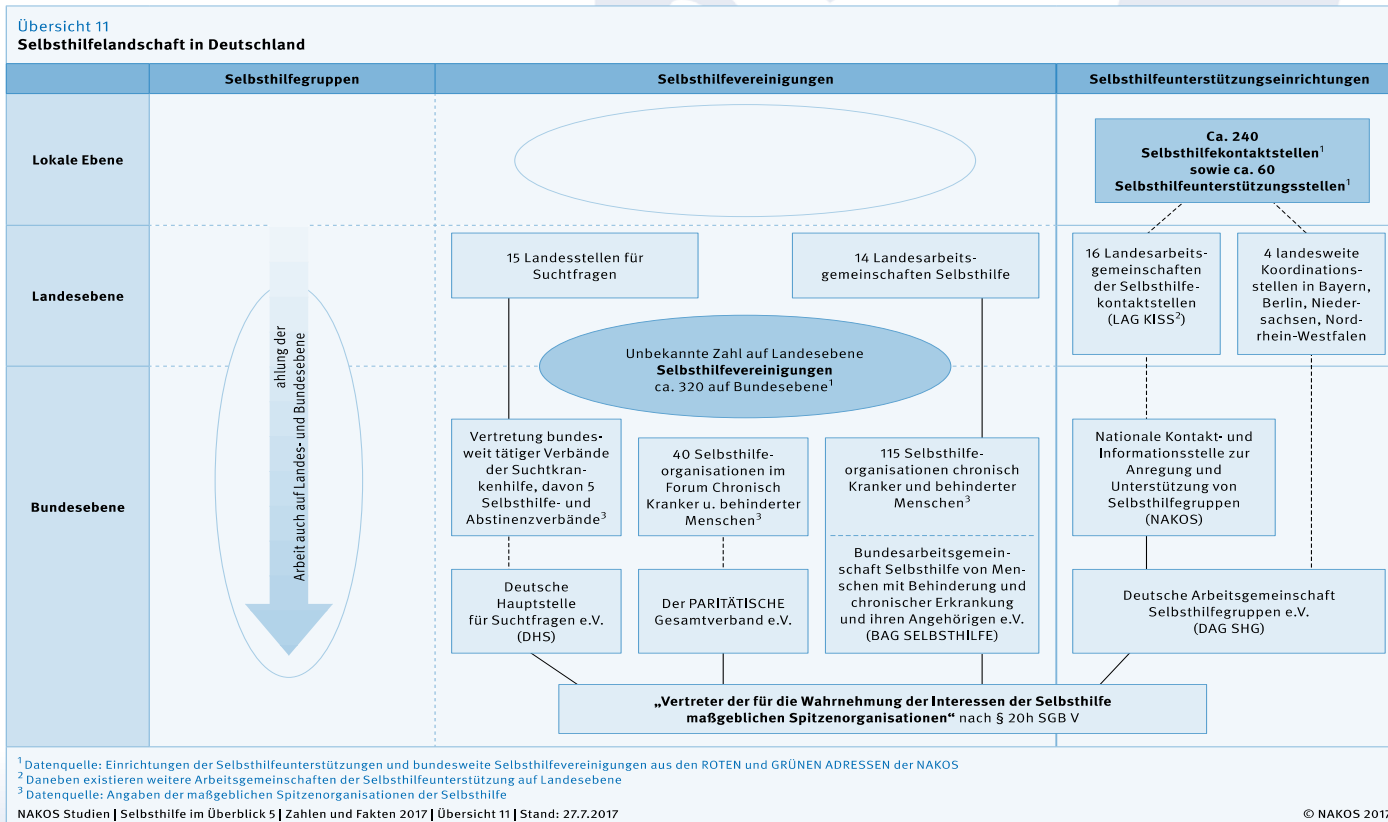 Übersicht 11
Selbsthilfelandschaft in Deutschland
Selbsthilfegruppen
Selbsthilfevereinigungen
Selbsthilfeunterstützungseinrichtungen
Lokale Ebene
Ca. 240
Selbsthilfekontaktstellen¹
sowie ca. 60
Selbsthilfeunterstützungsstellen¹
Landesebene
15 Landesstellen für
Suchtfragen
14 Landesarbeits-
gemeinschaften Selbsthilfe
16 Landesarbeits-
gemeinschaften
der Selbsthilfe-
kontaktstellen
(LAG KISS²)
4 landesweite
Koordinations-
stellen in Bayern,
Berlin, Nieder-
sachsen, Nord-
rhein-Westfalen
ahlung der
Arbeit auch auf Landes- und Bundesebene
Unbekannte Zahl auf Landesebene
Selbsthilfevereinigungen
ca. 320 auf Bundesebene¹
Bundesebene
Vertretung bundes-
weit tätiger Verbände
der Suchtkran-
kenhilfe, davon 5
Selbsthilfe- und
Abstinenzverbände³
40 Selbsthilfe-
organisationen im
Forum Chronisch
Kranker u. behinderter
Menschen³
115 Selbsthilfe-
organisationen chronisch
Kranker und behinderter
Menschen³
Nationale Kontakt- und
Informationsstelle zur
Anregung und
Unterstützung von
Selbsthilfegruppen
(NAKOS)
Deutsche
Hauptstelle
für Suchtfragen e.V.
(DHS)
Der PARITÄTISCHE
Gesamtverband e.V.
Bundesarbeitsgemein-
schaft Selbsthilfe von Men-
schen mit Behinderung und
chronischer Erkrankung
und ihren Angehörigen e.V.
(BAG SELBSTHILFE)
Deutsche Arbeitsgemeinschaft
Selbsthilfegruppen e.V.
(DAG SHG)
„Vertreter der für die Wahrnehmung der Interessen der Selbsthilfe
maßgeblichen Spitzenorganisationen“ nach § 20h SGB V
¹ Datenquelle: Einrichtungen der Selbsthilfeunterstützungen und bundesweite Selbsthilfevereinigungen aus den ROTEN und GRÜNEN ADRESSEN der NAKOS
² Daneben existieren weitere Arbeitsgemeinschaften der Selbsthilfeunterstützung auf Landesebene
³ Datenquelle: Angaben der maßgeblichen Spitzenorganisationen der Selbsthilfe
NAKOS Studien | Selbsthilfe im Überblick 5 | Zahlen und Fakten 2017 | Übersicht 11 | Stand: 27.7.2017
© NAKOS 2017